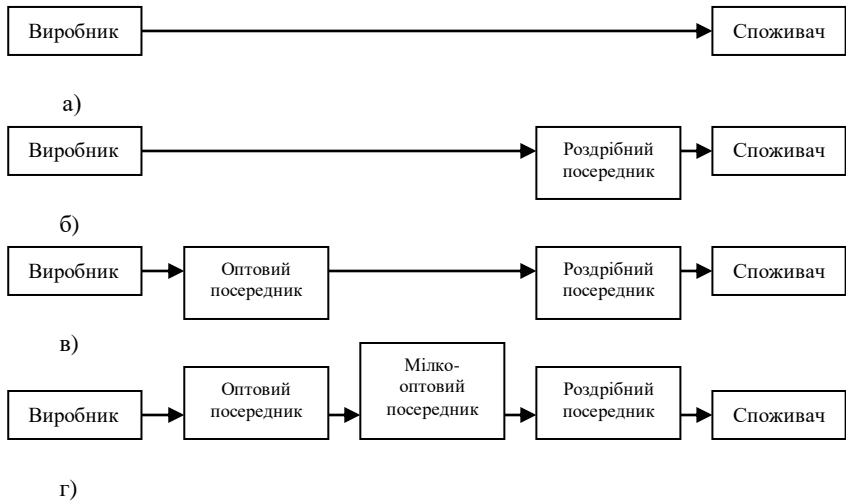 Виробник
Споживач
а)
Виробник
Роздрібний
посередник
Споживач
б)
Виробник
Оптовий
посередник
Роздрібний
посередник
Споживач
в)
Виробник
Оптовий
посередник
Мілко-
оптовий
посередник
Роздрібний
посередник
Споживач
г)